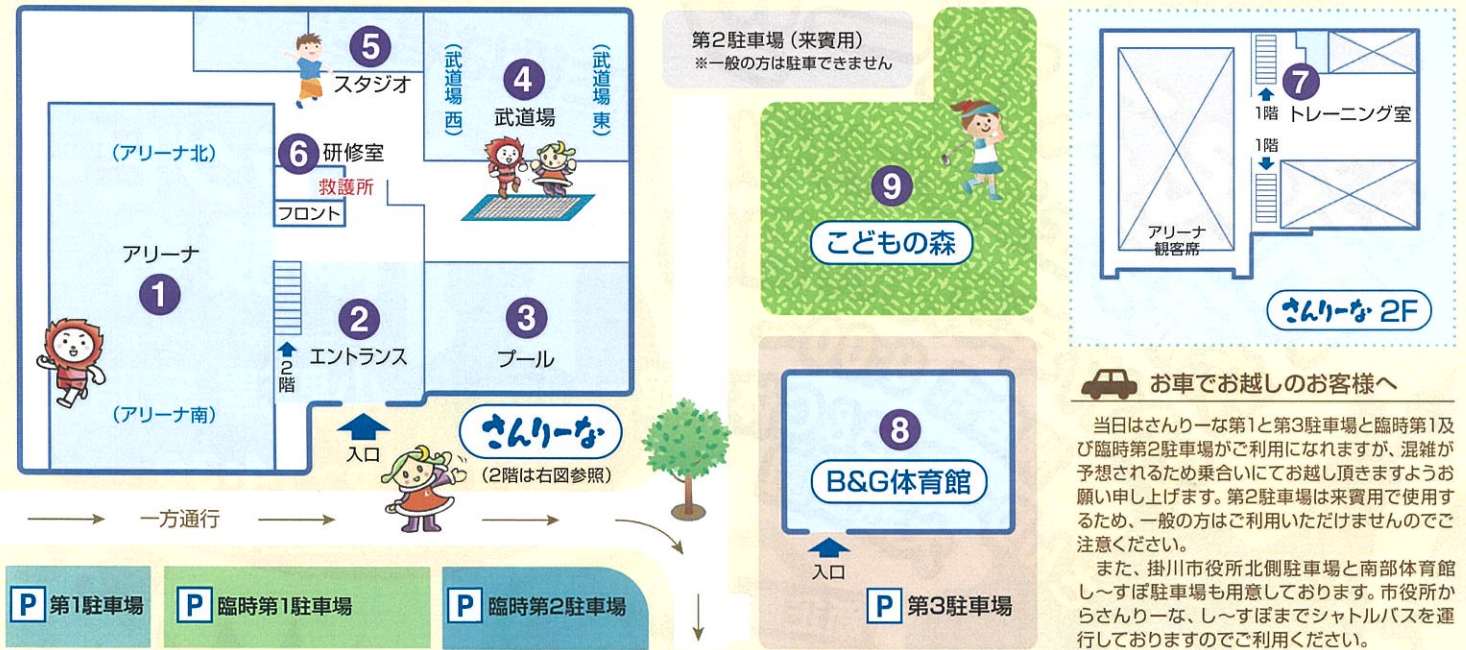 5
スタジオ
(武道場 西)
4
武道場
(武道場 東)
(アリーナ北)
6 研修室
救護所
フロント
アリーナ
1
2
エントランス
3
プール
2階
(アリーナ南)
入口
さんりーな
(2階は右図参照)
一方通行
P 第1駐車場
P 臨時第1駐車場
P 臨時第2駐車場
第2駐車場(来賓用)
※一般の方は駐車できません
9
こどもの森
8
B&G体育館
入口
P 第3駐車場
7
1階 トレーニング室
1階
アリーナ
観客席
さんりーな 2F
お車でお越しのお客様へ
当日はさんりーな第1と第3駐車場と臨時第1及
び臨時第2駐車場がご利用になれますが、混雑が
予想されるため乗合いにてお越し頂きますようお
願い申し上げます。第2駐車場は来賓用で使用す
るため、一般の方はご利用いただけませんのでご
注意ください。
また、掛川市役所北側駐車場と南部体育館
し〜すぽ駐車場も用意しております。市役所か
らさんりーな、し〜すぽまでシャトルバスを運
行しておりますのでご利用ください。